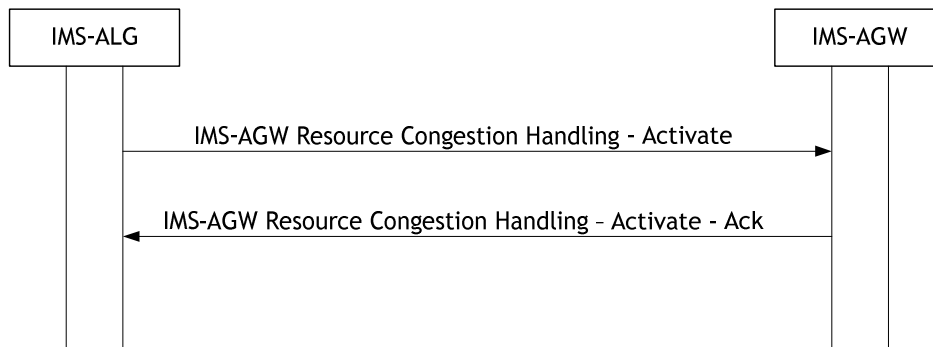 IMS-ALG
IMS-AGW
IMS-AGW Resource Congestion Handling - Activate
IMS-AGW Resource Congestion Handling – Activate - Ack